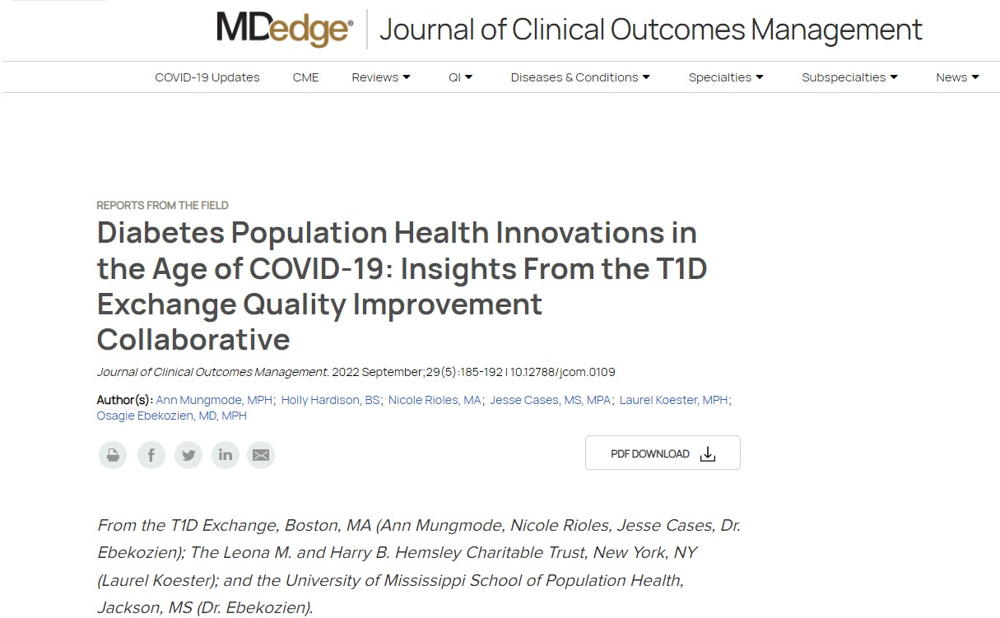 MDedge® Journal of Clinical Outcomes Management
COVID-19 Updates CME Reviews QI Diseases & Conditions Specialties Subspecialties News
REPORTS FROM THE FIELD
Diabetes Population Health Innovations in
the Age of COVID-19: Insights From the T1D
Exchange Quality Improvement
Collaborative
Journal of Clinical Outcomes Management. 2022 September;29(5):185-192 | 10.12788/jcom.0109
Author(s): Ann Mungmode, MPH; Holly Hardison, BS; Nicole Rioles, MA; Jesse Cases, MS, MPA; Laurel Koester, MPH;
Osagie Ebekozien, MD, MPH
f in
PDF DOWNLOAD
From the T1D Exchange, Boston, MA (Ann Mungmode, Nicole Rioles, Jesse Cases, Dr.
Ebekozien); The Leona M. and Harry B. Hemsley Charitable Trust, New York, NY
(Laurel Koester); and the University of Mississippi School of Population Health,
Jackson, MS (Dr. Ebekozien).